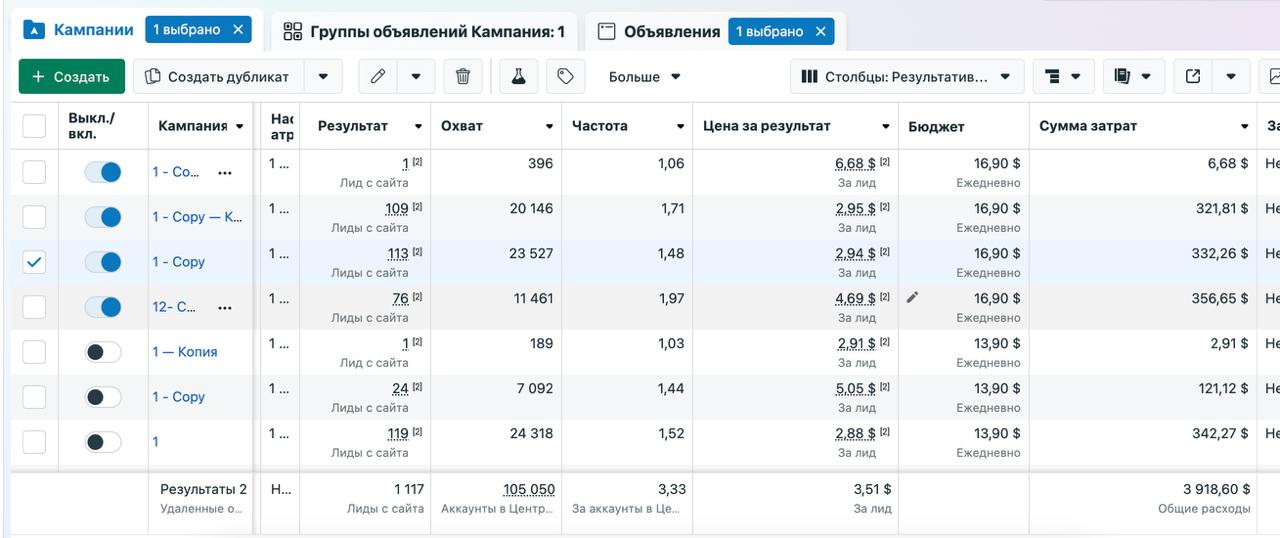 Кампании 1 выбрано Группы объявлений Кампания: 1 Объявления 1 выбрано
Создать Создать дубликат Больше Столбцы: Результатив...
Выкл./
вкл. Кампания Нас
атр Результат Охват Частота Цена за результат Бюджет Сумма затрат За
1 - Co... 1 ... 1 [2] 396 1,06 6,68 $ [2] 16,90 $ 6,68 $ Не
Лид с сайта За лид Ежедневно
1 - Copy — К... 1 ... 109 [2] 20 146 1,71 2,95 $ [2] 16,90 $ 321,81 $ Не
Лиды с сайта За лид Ежедневно
1 - Copy 1 ... 113 [2] 23 527 1,48 2,94 $ [2] 16,90 $ 332,26 $ Не
Лиды с сайта За лид Ежедневно
12- C... 1 ... 76 [2] 11 461 1,97 4,69 $ [2] 16,90 $ 356,65 $ Не
Лиды с сайта За лид Ежедневно
1 — Копия 1 ... 1 [2] 189 1,03 2,91 $ [2] 13,90 $ 2,91 $ Не
Лид с сайта За лид Ежедневно
1 - Copy 1 ... 24 [2] 7 092 1,44 5,05 $ [2] 13,90 $ 121,12 $ Не
Лиды с сайта За лид Ежедневно
1 1 ... 119 [2] 24 318 1,52 2,88 $ [2] 13,90 $ 342,27 $ Не
Лиды с сайта За лид Ежедневно
Результаты 2 Н... 1 117 105 050 3,33 3,51 $ 3 918,60 $
Удаленные о... Лиды с сайта Аккаунты в Центр... За аккаунты в Це... За лид Общие расходы